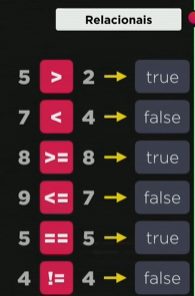 Relacionais
5 > 2 → true
7 < 4 → false
8 >= 8 → true
9 <= 7 → false
5 == 5 → true
4 != 4 → false